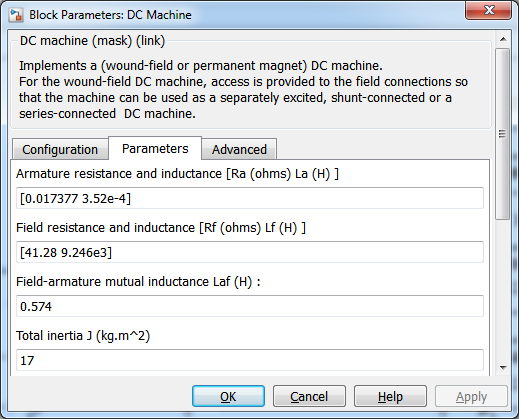 Block Parameters: DC Machine
DC machine (mask) (link)
Implements a (wound-field or permanent magnet) DC machine.
For the wound-field DC machine, access is provided to the field connections so
that the machine can be used as a separately excited, shunt-connected or a
series-connected  DC machine.
Configuration Parameters Advanced
Armature resistance and inductance [Ra (ohms) La (H) ]
[0.017377 3.52e-4]
Field resistance and inductance [Rf (ohms) Lf (H) ]
[41.28 9.246e3]
Field-armature mutual inductance Laf (H) :
0.574
Total inertia J (kg.m^2)
17
OK Cancel Help Apply